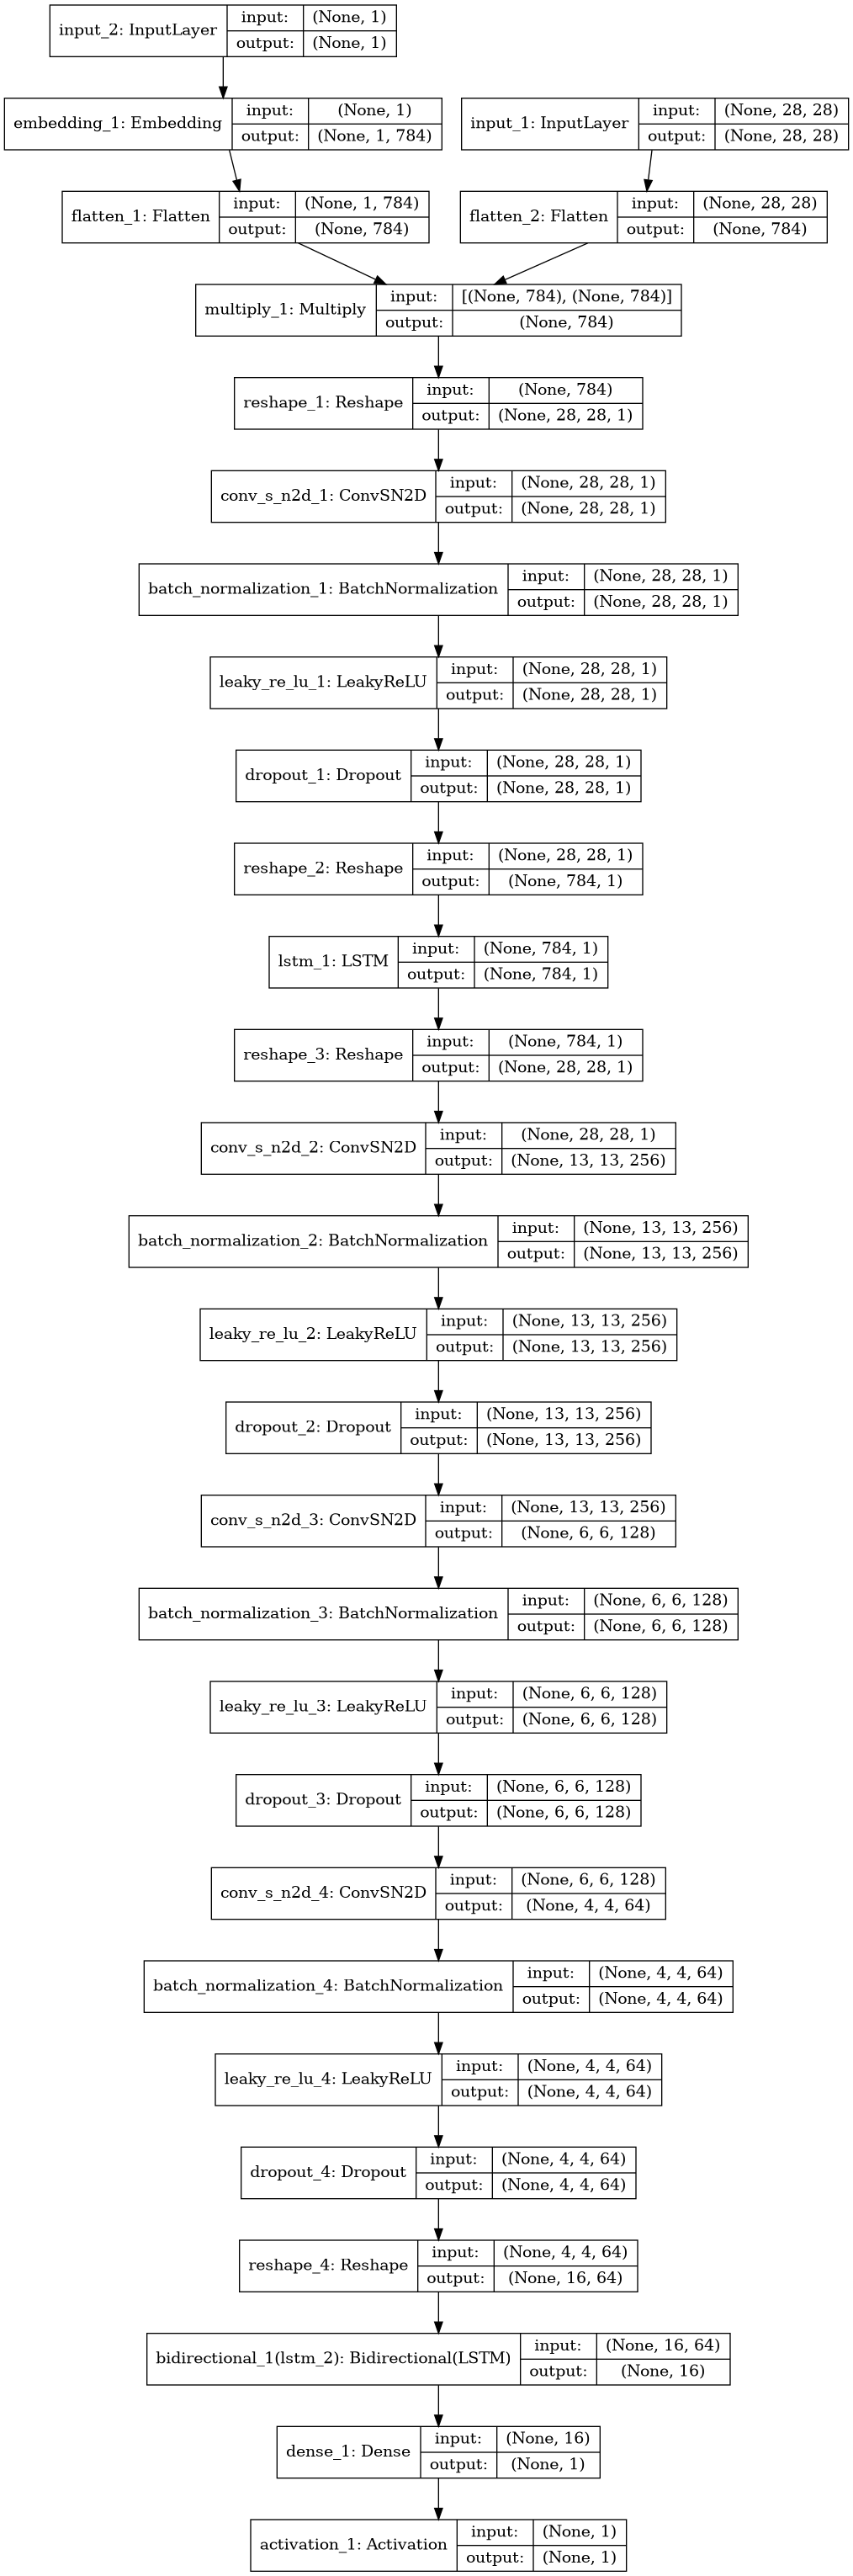 input_2: InputLayer input: (None, 1)
output: (None, 1)
embedding_1: Embedding input: (None, 1)
output: (None, 1, 784)
input_1: InputLayer input: (None, 28, 28)
output: (None, 28, 28)
flatten_1: Flatten input: (None, 1, 784)
output: (None, 784)
flatten_2: Flatten input: (None, 28, 28)
output: (None, 784)
multiply_1: Multiply input: [(None, 784), (None, 784)]
output: (None, 784)
reshape_1: Reshape input: (None, 784)
output: (None, 28, 28, 1)
conv_s_n2d_1: ConvSN2D input: (None, 28, 28, 1)
output: (None, 28, 28, 1)
batch_normalization_1: BatchNormalization input: (None, 28, 28, 1)
output: (None, 28, 28, 1)
leaky_re_lu_1: LeakyReLU input: (None, 28, 28, 1)
output: (None, 28, 28, 1)
dropout_1: Dropout input: (None, 28, 28, 1)
output: (None, 28, 28, 1)
reshape_2: Reshape input: (None, 28, 28, 1)
output: (None, 784, 1)
lstm_1: LSTM input: (None, 784, 1)
output: (None, 784, 1)
reshape_3: Reshape input: (None, 784, 1)
output: (None, 28, 28, 1)
conv_s_n2d_2: ConvSN2D input: (None, 28, 28, 1)
output: (None, 13, 13, 256)
batch_normalization_2: BatchNormalization input: (None, 13, 13, 256)
output: (None, 13, 13, 256)
leaky_re_lu_2: LeakyReLU input: (None, 13, 13, 256)
output: (None, 13, 13, 256)
dropout_2: Dropout input: (None, 13, 13, 256)
output: (None, 13, 13, 256)
conv_s_n2d_3: ConvSN2D input: (None, 13, 13, 256)
output: (None, 6, 6, 128)
batch_normalization_3: BatchNormalization input: (None, 6, 6, 128)
output: (None, 6, 6, 128)
leaky_re_lu_3: LeakyReLU input: (None, 6, 6, 128)
output: (None, 6, 6, 128)
dropout_3: Dropout input: (None, 6, 6, 128)
output: (None, 6, 6, 128)
conv_s_n2d_4: ConvSN2D input: (None, 6, 6, 128)
output: (None, 4, 4, 64)
batch_normalization_4: BatchNormalization input: (None, 4, 4, 64)
output: (None, 4, 4, 64)
leaky_re_lu_4: LeakyReLU input: (None, 4, 4, 64)
output: (None, 4, 4, 64)
dropout_4: Dropout input: (None, 4, 4, 64)
output: (None, 4, 4, 64)
reshape_4: Reshape input: (None, 4, 4, 64)
output: (None, 16, 64)
bidirectional_1(lstm_2): Bidirectional(LSTM) input: (None, 16, 64)
output: (None, 16)
dense_1: Dense input: (None, 16)
output: (None, 1)
activation_1: Activation input: (None, 1)
output: (None, 1)